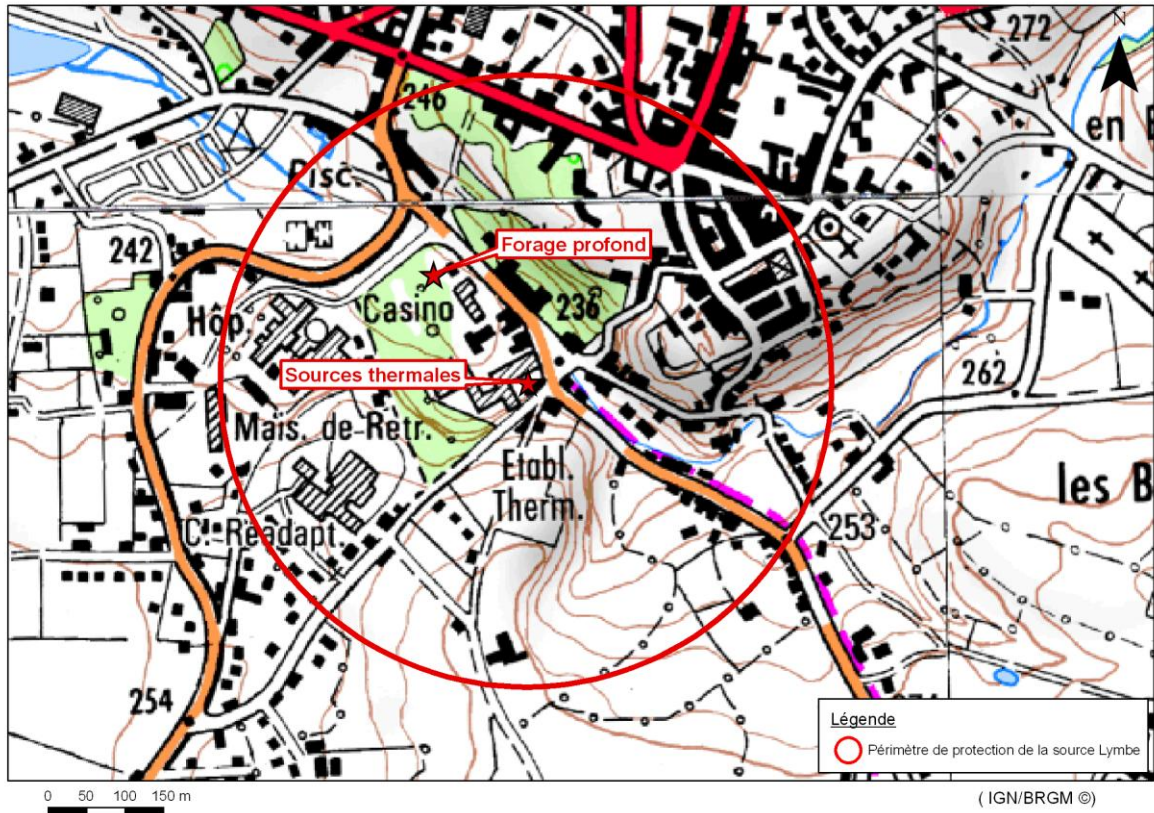 272
N
246
en
Pisc.
Forage profond
242
Casino
Hôp.
236
Sources thermales
262
Mais. de Retr.
Etabl.
Therm.
les B
C. Réadapt.
253
254
Légende
Périmètre de protection de la source Lymbe
0 50 100 150 m
( IGN/BRGM ©)